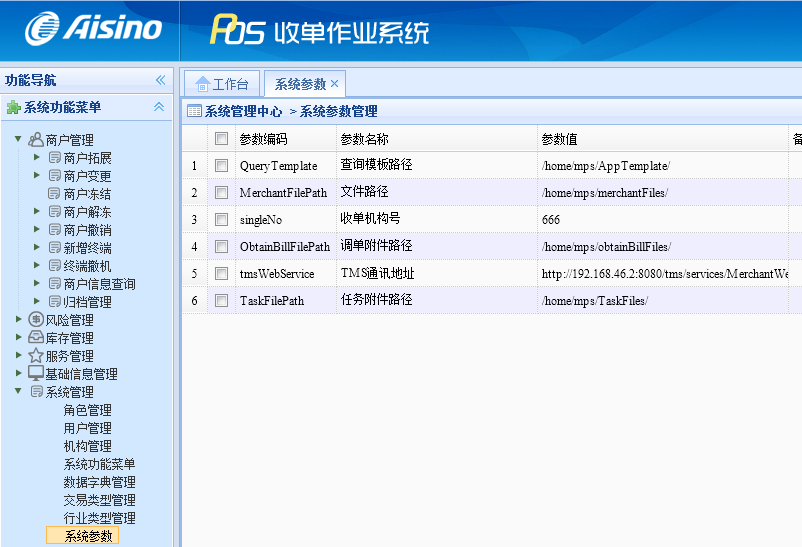 Aisino POS 收单作业系统
功能导航
系统功能菜单
商户管理
商户拓展
商户变更
商户冻结
商户解冻
商户撤销
新增终端
终端撤机
商户信息查询
归档管理
风险管理
库存管理
服务管理
基础信息管理
系统管理
角色管理
用户管理
机构管理
系统功能菜单
数据字典管理
交易类型管理
行业类型管理
系统参数
工作台 系统参数 ×
系统管理中心 > 系统参数管理
参数编码 参数名称 参数值 备
1 QueryTemplate 查询模板路径 /home/mps/AppTemplate/
2 MerchantFilePath 文件路径 /home/mps/merchantFiles/
3 singleNo 收单机构号 666
4 ObtainBillFilePath 调单附件路径 /home/mps/obtainBillFiles/
5 tmsWebService TMS通讯地址 http://192.168.46.2:8080/tms/services/MerchantWe
6 TaskFilePath 任务附件路径 /home/mps/TaskFiles/